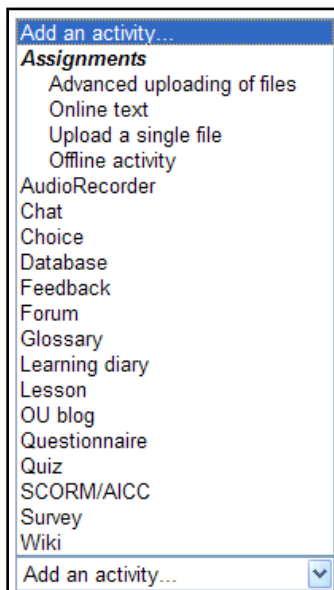 Add an activity...
Assignments
Advanced uploading of files
Online text
Upload a single file
Offline activity
AudioRecorder
Chat
Choice
Database
Feedback
Forum
Glossary
Learning diary
Lesson
OU blog
Questionnaire
Quiz
SCORM/AICC
Survey
Wiki
Add an activity...